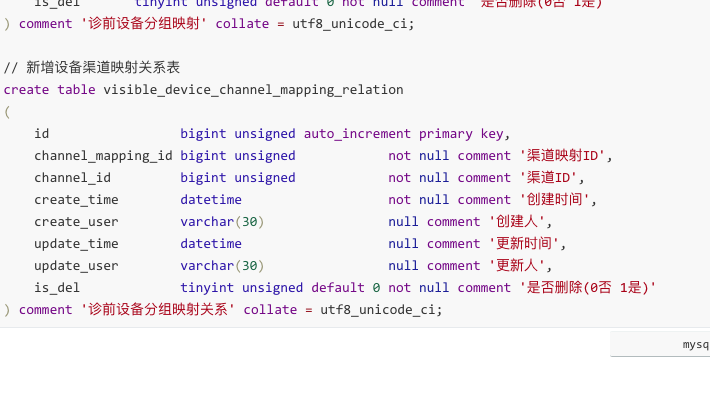 is_del tinyint unsigned default 0 not null comment '是否删除(0否 1是)'
) comment '诊前设备分组映射' collate = utf8_unicode_ci;
// 新增设备渠道映射关系表
create table visible_device_channel_mapping_relation
(
id bigint unsigned auto_increment primary key,
channel_mapping_id bigint unsigned not null comment '渠道映射ID',
channel_id bigint unsigned not null comment '渠道ID',
create_time datetime not null comment '创建时间',
create_user varchar(30) null comment '创建人',
update_time datetime null comment '更新时间',
update_user varchar(30) null comment '更新人',
is_del tinyint unsigned default 0 not null comment '是否删除(0否 1是)'
) comment '诊前设备分组映射关系' collate = utf8_unicode_ci;
mysq